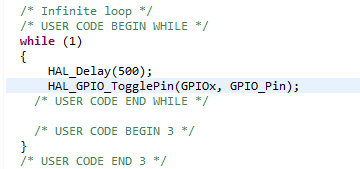 /* Infinite loop */
/* USER CODE BEGIN WHILE */
while (1)
{
HAL_Delay(500);
HAL_GPIO_TogglePin(GPIOx, GPIO_Pin);
/* USER CODE END WHILE */
/* USER CODE BEGIN 3 */
}
/* USER CODE END 3 */